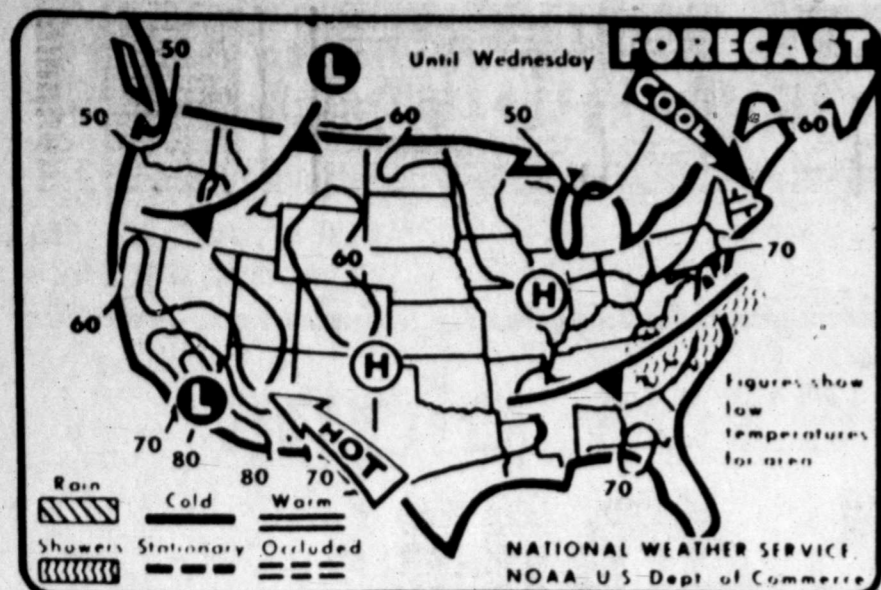 FORECAST
Until Wednesday
L
COOL
50
50
60
50
60
60
70
H
60
H
L
HOT
70
80
80
70
70
Figures show
low
temperatures
for area
Rain
Cold
Warm
Showers
Stationary
Occluded
NATIONAL WEATHER SERVICE
NOAA U S Dept of Commerce